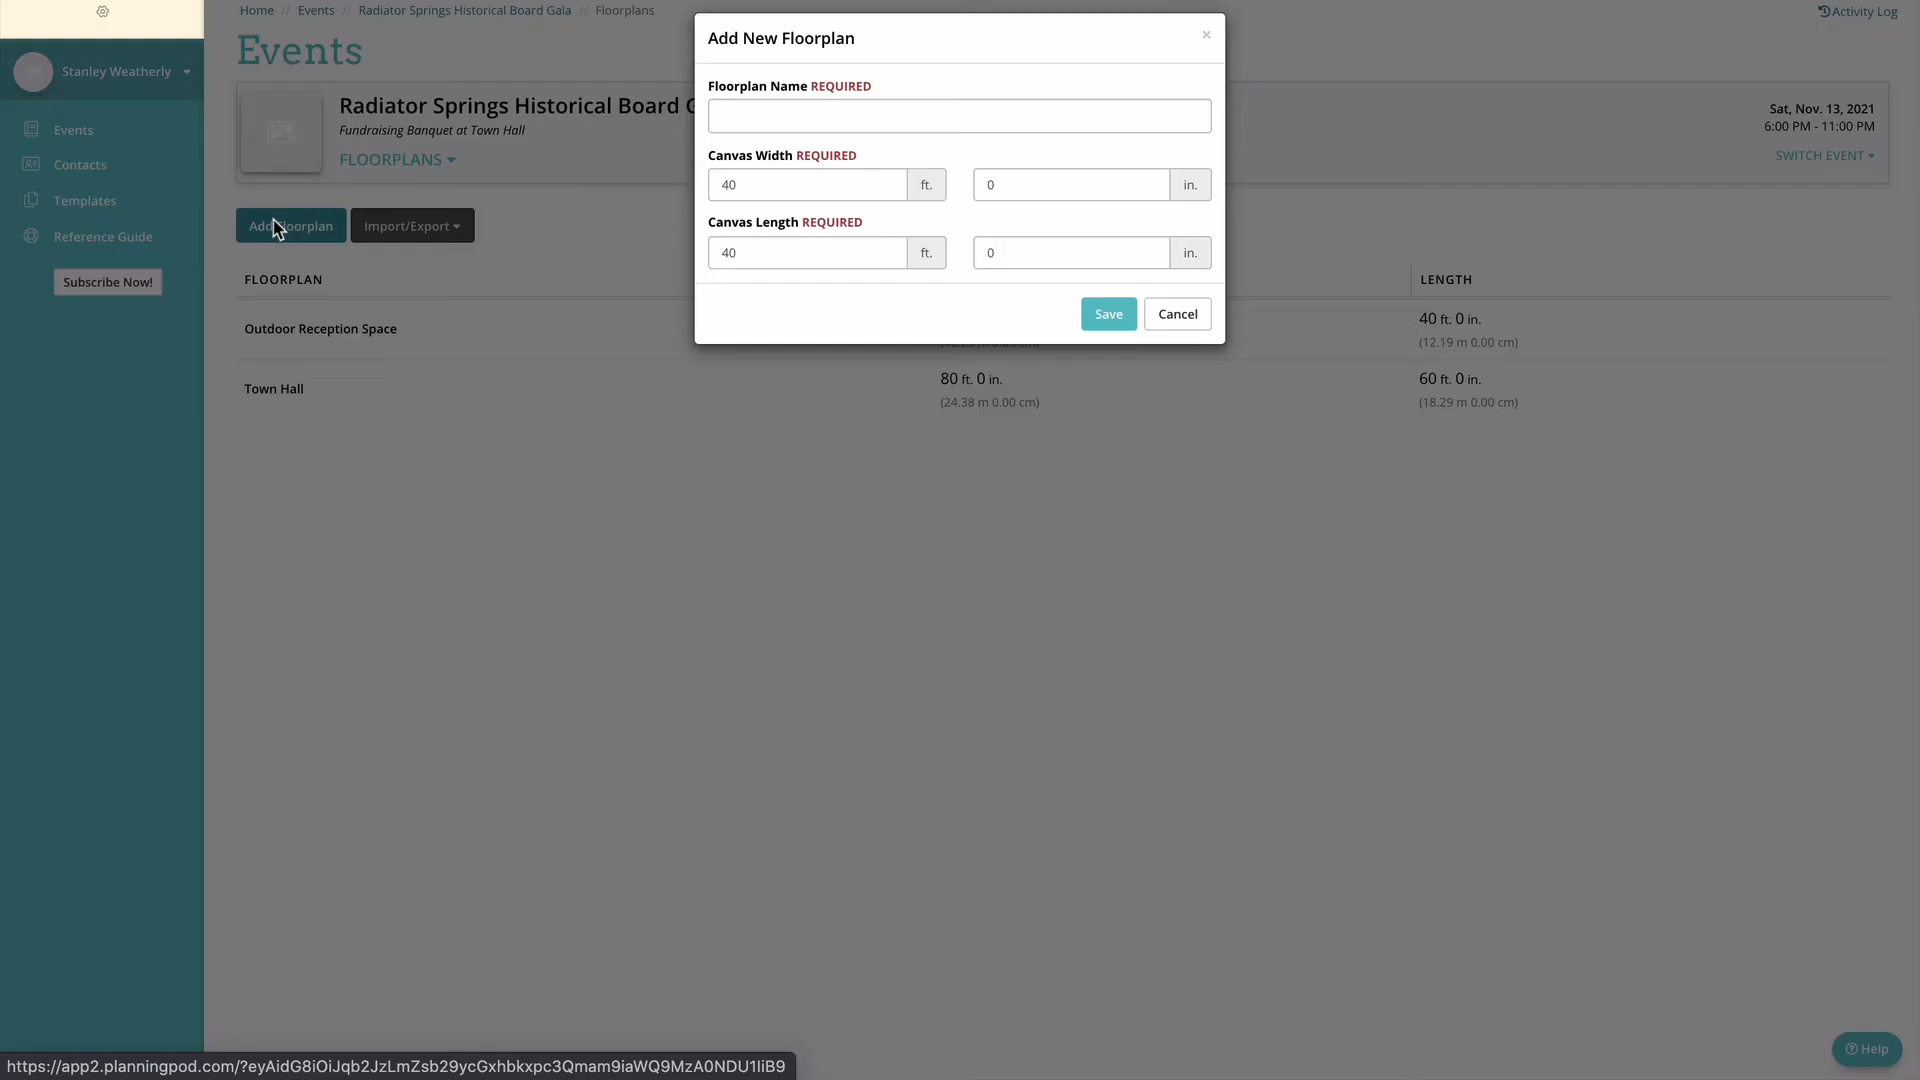 Home // Events // Radiator Springs Historical Board Gala // Floorplans
Activity Log
Events
Stanley Weatherly
Events
Contacts
Templates
Reference Guide
Subscribe Now!
Radiator Springs Historical Board
Fundraising Banquet at Town Hall
FLOORPLANS
Sat, Nov. 13, 2021
6:00 PM - 11:00 PM
SWITCH EVENT
Add Floorplan
Import/Export
FLOORPLAN
LENGTH
Outdoor Reception Space
40 ft. 0 in.
(12.19 m 0.00 cm)
Town Hall
80 ft. 0 in.
(24.38 m 0.00 cm)
60 ft. 0 in.
(18.29 m 0.00 cm)
Add New Floorplan
×
Floorplan Name REQUIRED
Canvas Width REQUIRED
40 ft. 0 in.
Canvas Length REQUIRED
40 ft. 0 in.
Save Cancel
Help